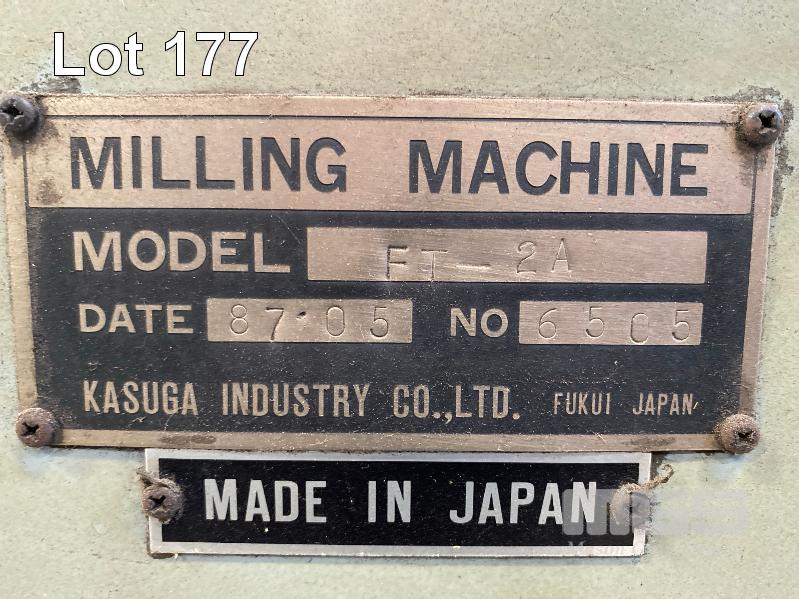 Lot 177
MILLING MACHINE
MODEL FT-2A
DATE 87·05 NO 6505
KASUGA INDUSTRY CO.,LTD. FUKUI JAPAN
MADE IN JAPAN